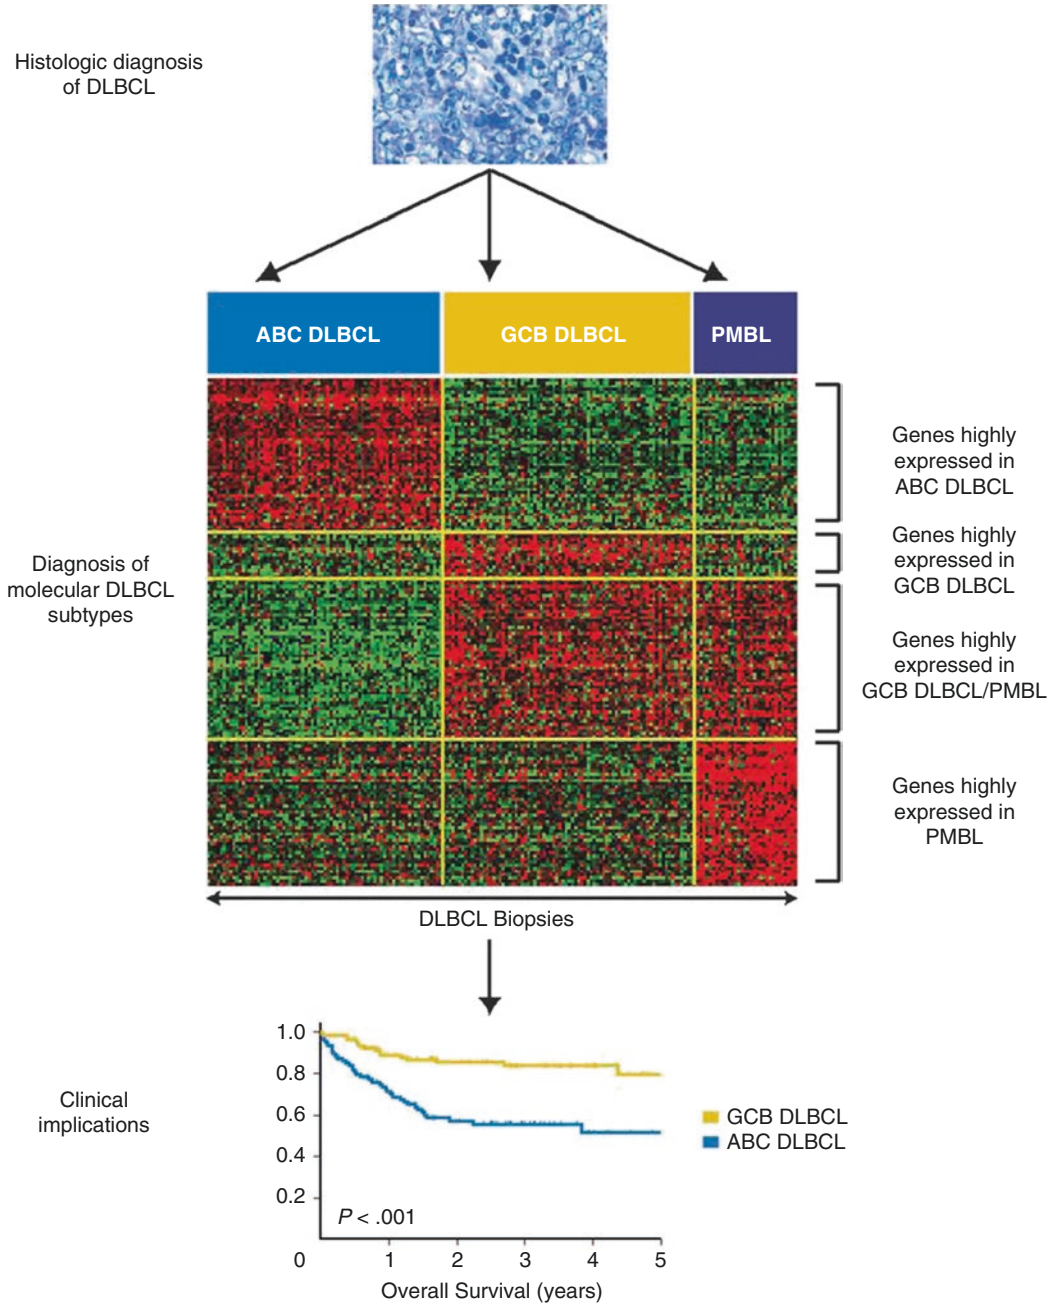 Histologic diagnosis
of DLBCL
ABC DLBCL
GCB DLBCL
PMBL
Genes highly
expressed in
ABC DLBCL
Genes highly
expressed in
GCB DLBCL
Diagnosis of
molecular DLBCL
subtypes
Genes highly
expressed in
GCB DLBCL/PMBL
Genes highly
expressed in
PMBL
DLBCL Biopsies
Clinical
implications
1.0
0.8
0.6
0.4
0.2
P < .001
0
1
2
3
4
5
Overall Survival (years)
GCB DLBCL
ABC DLBCL